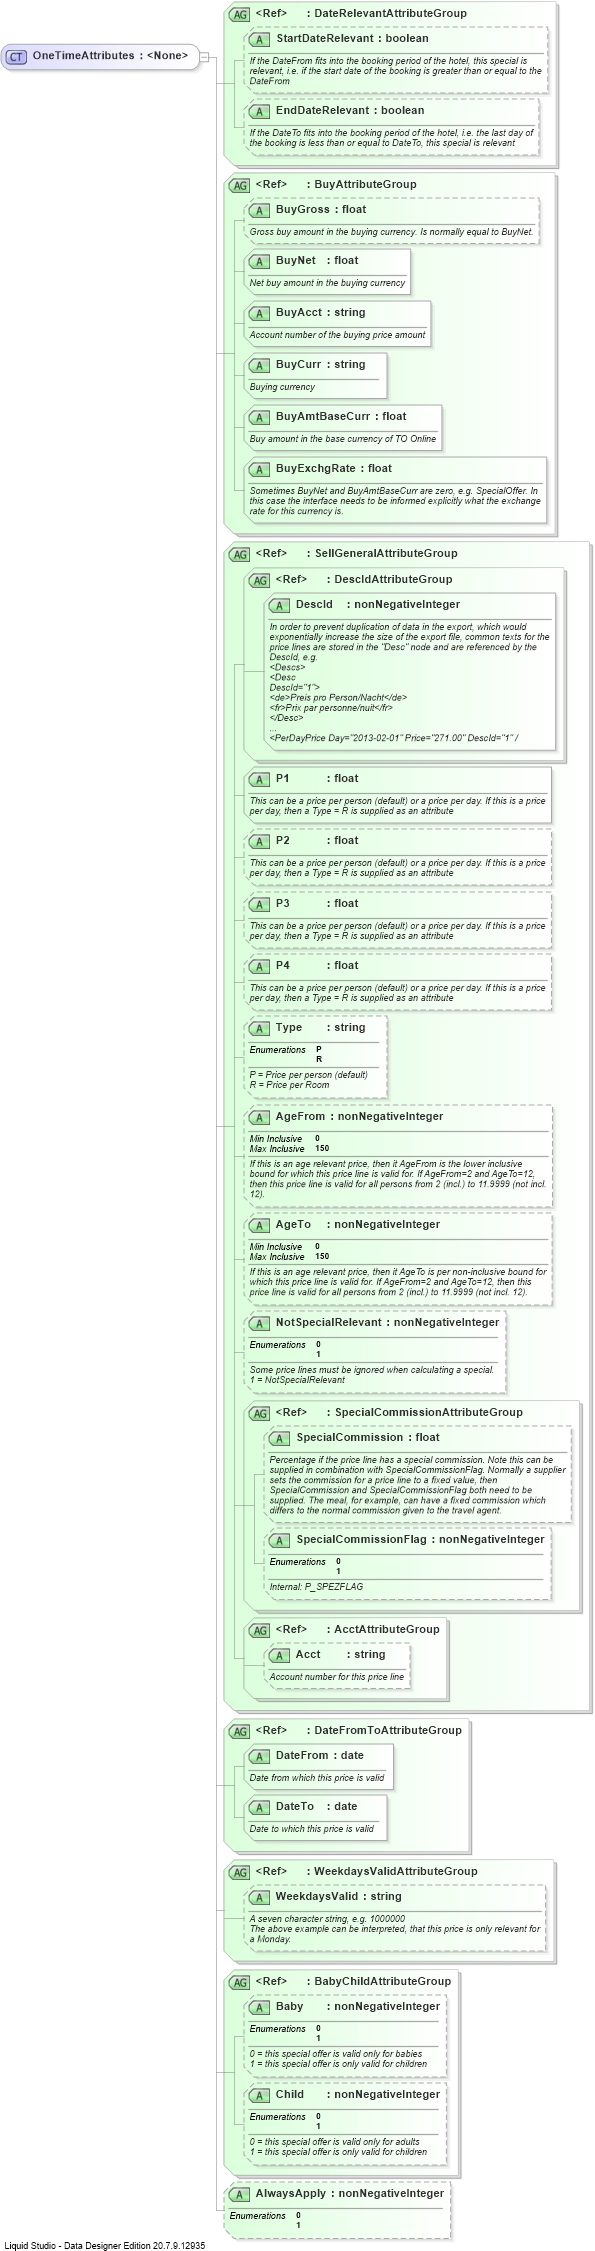 CT OneTimeAttributes : <None>
AG <Ref> : DateRelevantAttributeGroup
A StartDateRelevant : boolean
If the DateFrom fits into the booking period of the hotel, this special is
relevant, i.e. if the start date of the booking is greater than or equal to the
DateFrom
A EndDateRelevant : boolean
If the DateTo fits into the booking period of the hotel, i.e. the last day of
the booking is less than or equal to DateTo, this special is relevant
AG <Ref> : BuyAttributeGroup
A BuyGross : float
Gross buy amount in the buying currency. Is normally equal to BuyNet.
A BuyNet : float
Net buy amount in the buying currency
A BuyAcct : string
Account number of the buying price amount
A BuyCurr : string
Buying currency
A BuyAmtBaseCurr : float
Buy amount in the base currency of TO Online
A BuyExchgRate : float
Sometimes BuyNet and BuyAmtBaseCurr are zero, e.g. SpecialOffer. In
this case the interface needs to be informed explicitly what the exchange
rate for this currency is.
AG <Ref> : SellGeneralAttributeGroup
AG <Ref> : DescIdAttributeGroup
A DescId : nonNegativeInteger
In order to prevent duplication of data in the export, which would
exponentially increase the size of the export file, common texts for the
price lines are stored in the "Desc" node and are referenced by the
DescId, e.g.
<Descs>
<Desc
DescId="1">
<de>Preis pro Person/Nacht</de>
<fr>Prix par personne/nuit</fr>
</Desc>
...
<PerDayPrice Day="2013-02-01" Price="271.00" DescId="1" /
A P1 : float
This can be a price per person (default) or a price per day. If this is a price
per day, then a Type = R is supplied as an attribute
A P2 : float
This can be a price per person (default) or a price per day. If this is a price
per day, then a Type = R is supplied as an attribute
A P3 : float
This can be a price per person (default) or a price per day. If this is a price
per day, then a Type = R is supplied as an attribute
A P4 : float
This can be a price per person (default) or a price per day. If this is a price
per day, then a Type = R is supplied as an attribute
A Type : string
Enumerations P
R
P = Price per person (default)
R = Price per Room
A AgeFrom : nonNegativeInteger
Min Inclusive 0
Max Inclusive 150
If this is an age relevant price, then it AgeFrom is the lower inclusive
bound for which this price line is valid for. If AgeFrom=2 and AgeTo=12,
then this price line is valid for all persons from 2 (incl.) to 11.9999 (not incl.
12).
A AgeTo : nonNegativeInteger
Min Inclusive 0
Max Inclusive 150
If this is an age relevant price, then it AgeTo is per non-inclusive bound for
which this price line is valid for. If AgeFrom=2 and AgeTo=12, then this
price line is valid for all persons from 2 (incl.) to 11.9999 (not incl. 12).
A NotSpecialRelevant : nonNegativeInteger
Enumerations 0
1
Some price lines must be ignored when calculating a special.
1 = NotSpecialRelevant
AG <Ref> : SpecialCommissionAttributeGroup
A SpecialCommission : float
Percentage if the price line has a special commission. Note this can be
supplied in combination with SpecialCommissionFlag. Normally a supplier
sets the commission for a price line to a fixed value, then
SpecialCommission and SpecialCommissionFlag both need to be
supplied. The meal, for example, can have a fixed commission which
differs to the normal commission given to the travel agent.
A SpecialCommissionFlag : nonNegativeInteger
Enumerations 0
1
Internal: P_SPEZFLAG
AG <Ref> : AcctAttributeGroup
A Acct : string
Account number for this price line
AG <Ref> : DateFromToAttributeGroup
A DateFrom : date
Date from which this price is valid
A DateTo : date
Date to which this price is valid
AG <Ref> : WeekdaysValidAttributeGroup
A WeekdaysValid : string
A seven character string, e.g. 1000000
The above example can be interpreted, that this price is only relevant for
a Monday.
AG <Ref> : BabyChildAttributeGroup
A Baby : nonNegativeInteger
Enumerations 0
1
0 = this special offer is valid only for babies
1 = this special offer is only valid for children
A Child : nonNegativeInteger
Enumerations 0
1
0 = this special offer is valid only for adults
1 = this special offer is only valid for children
A AlwaysApply : nonNegativeInteger
Enumerations 0
1
Liquid Studio - Data Designer Edition 20.7.9.12935